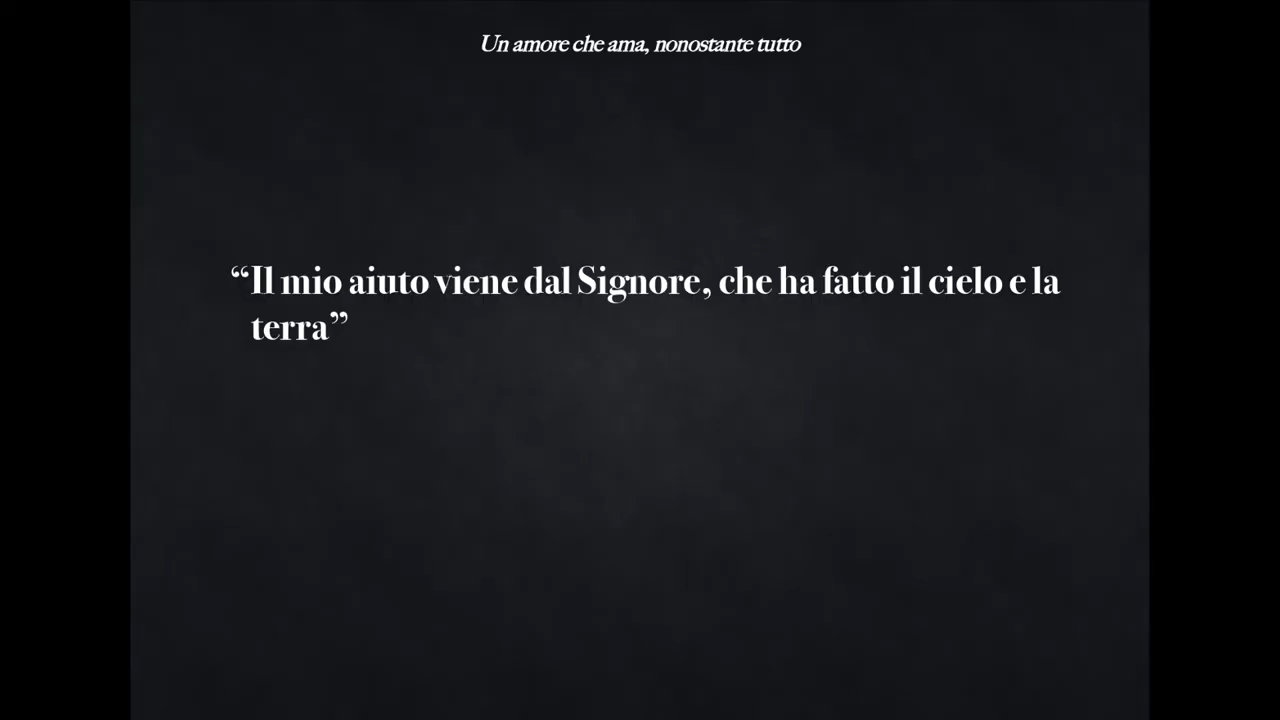 Un amore che ama, nonostante tutto
“Il mio aiuto viene dal Signore, che ha fatto il cielo e la
terra”